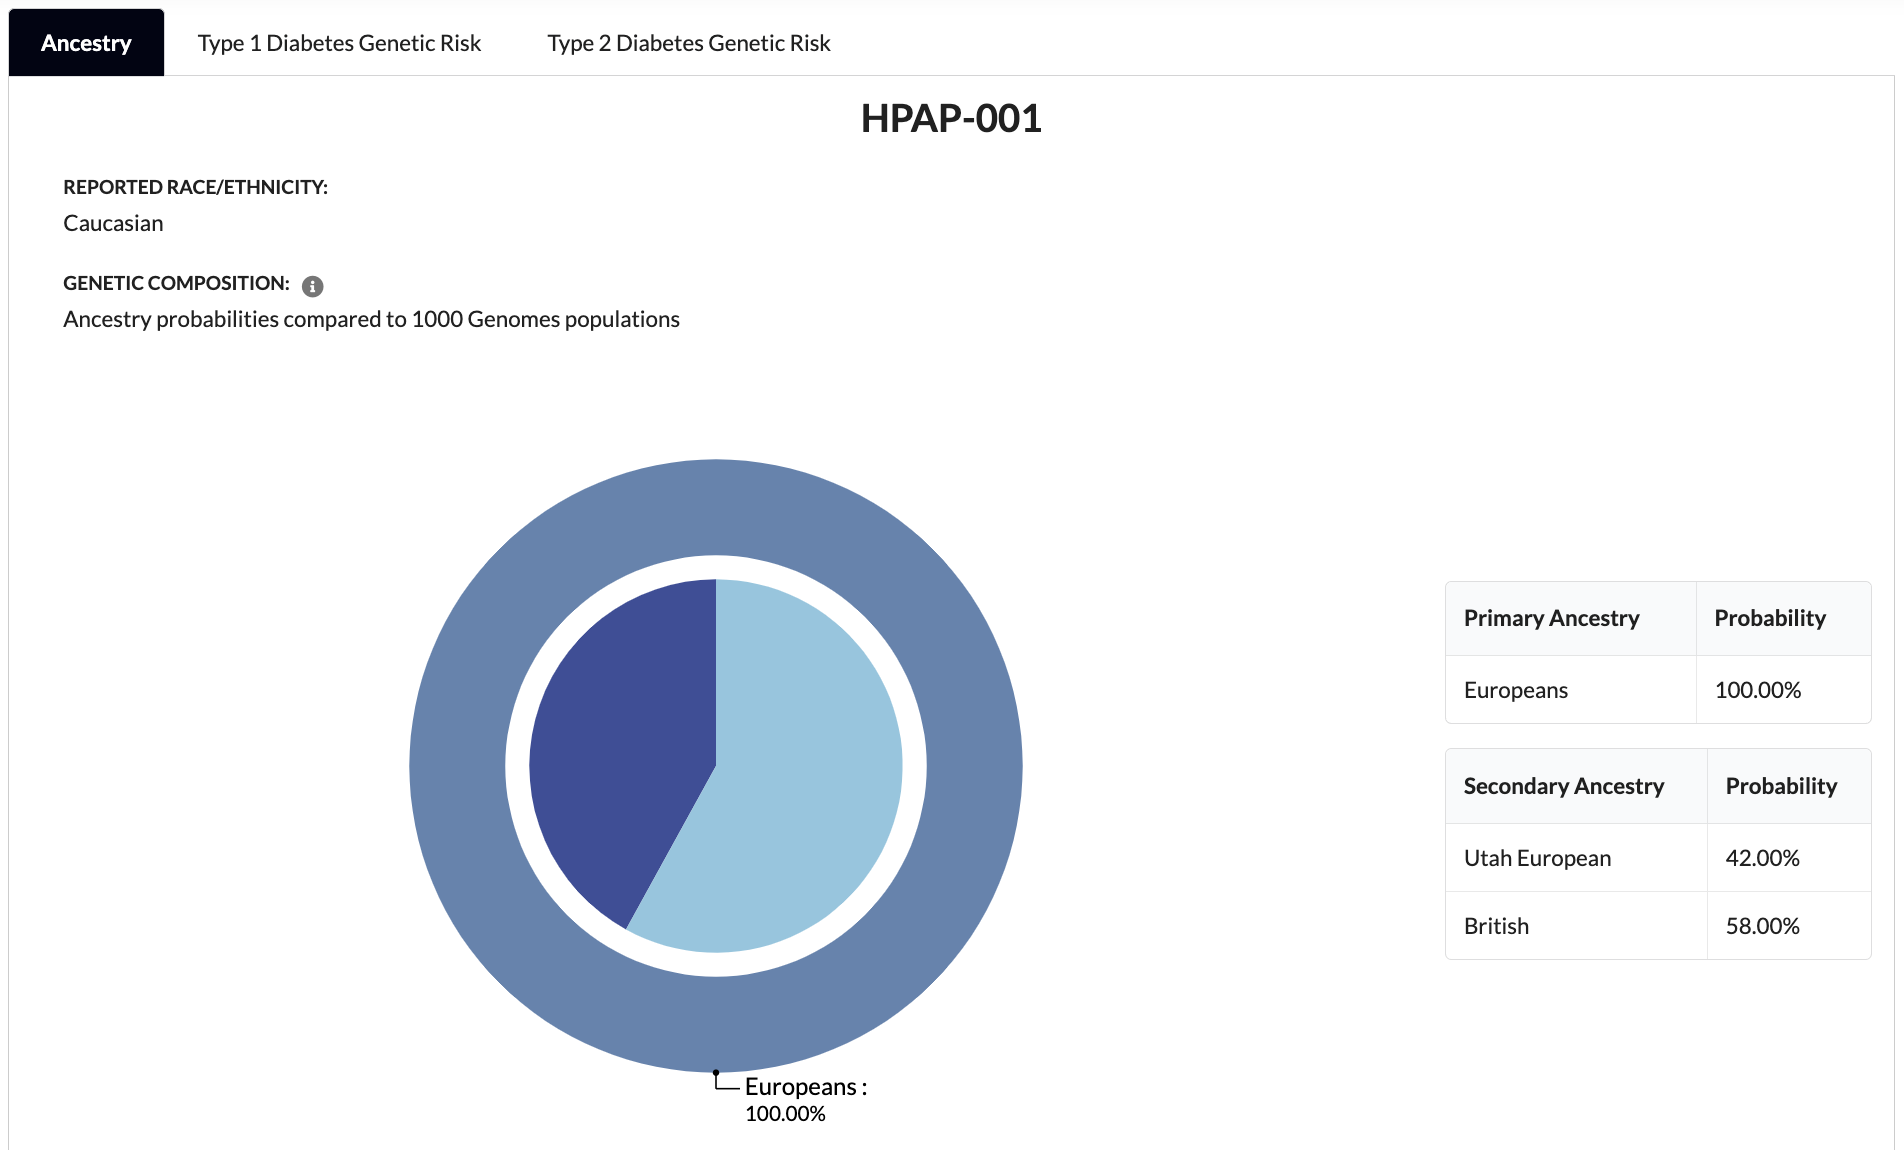 Ancestry
Type 1 Diabetes Genetic Risk
Type 2 Diabetes Genetic Risk
HPAP-001
REPORTED RACE/ETHNICITY:
Caucasian
GENETIC COMPOSITION:
Ancestry probabilities compared to 1000 Genomes populations
Europeans :
100.00%
Primary Ancestry Probability
Europeans 100.00%
Secondary Ancestry Probability
Utah European 42.00%
British 58.00%